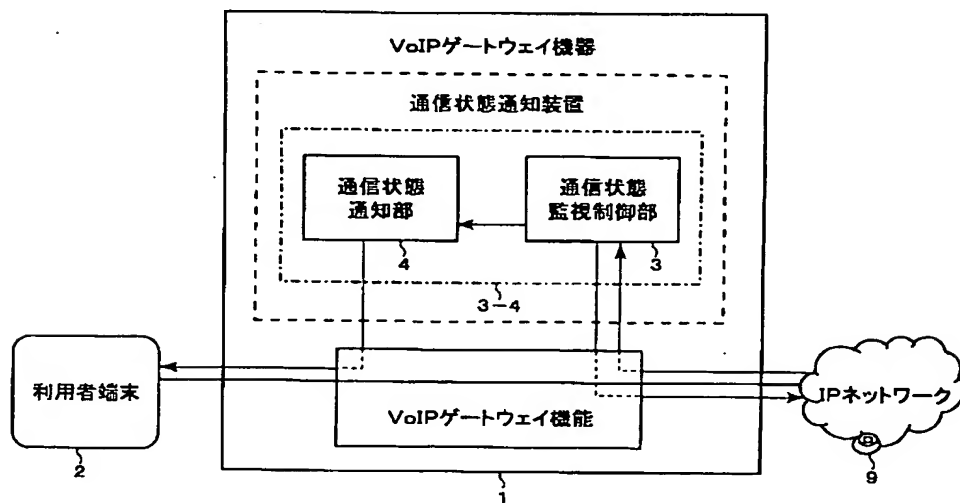 VoIPゲートウェイ機器
通信状態通知装置
通信状態
通知部
4
通信状態
監視制御部
3
3-4
利用者端末
2
VoIPゲートウェイ機能
IPネットワーク
9
1